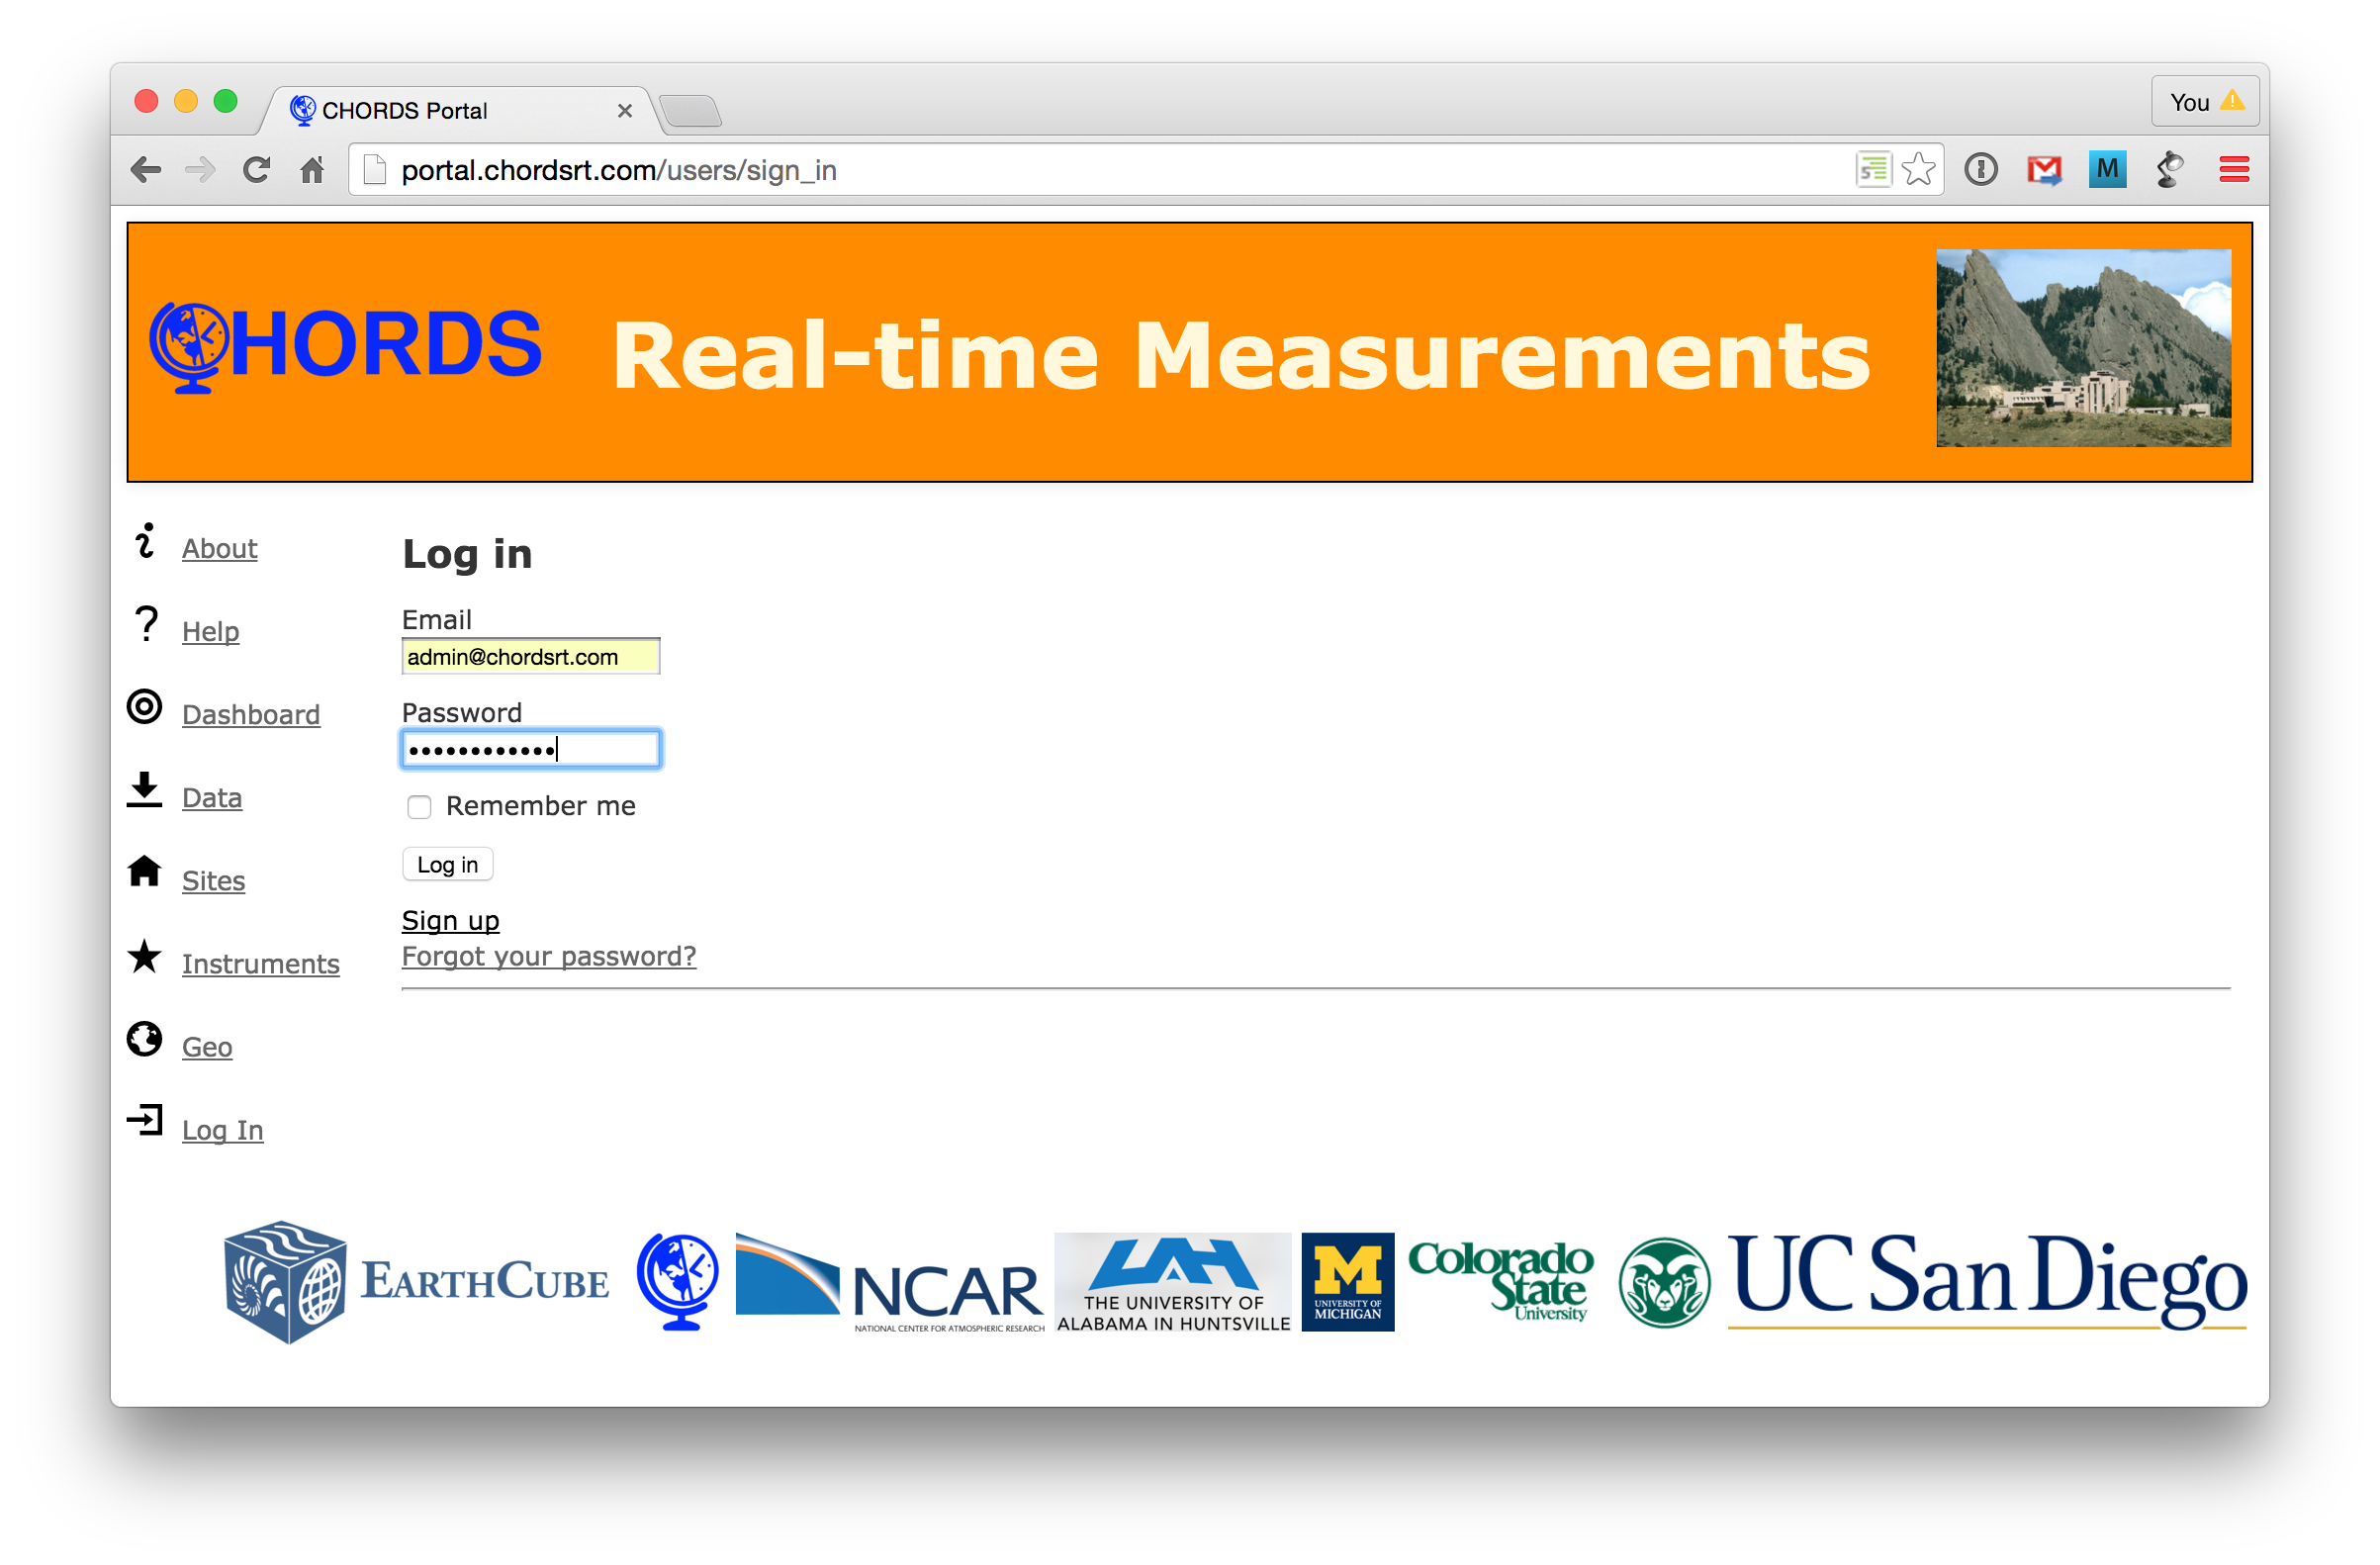 CHORDS Portal
You
portal.chordsrt.com/users/sign_in
M
CHORDS
Real-time Measurements
About
Help
Dashboard
Data
Sites
Instruments
Geo
Log In
Log in
Email
admin@chordsrt.com
Password
••••••••••••
Remember me
Log in
Sign up
Forgot your password?
EARTHCUBE
NCAR
NATIONAL CENTER FOR ATMOSPHERIC RESEARCH
UAH
THE UNIVERSITY OF
ALABAMA IN HUNTSVILLE
M
UNIVERSITY OF
MICHIGAN
Colorado
State
University
UC San Diego